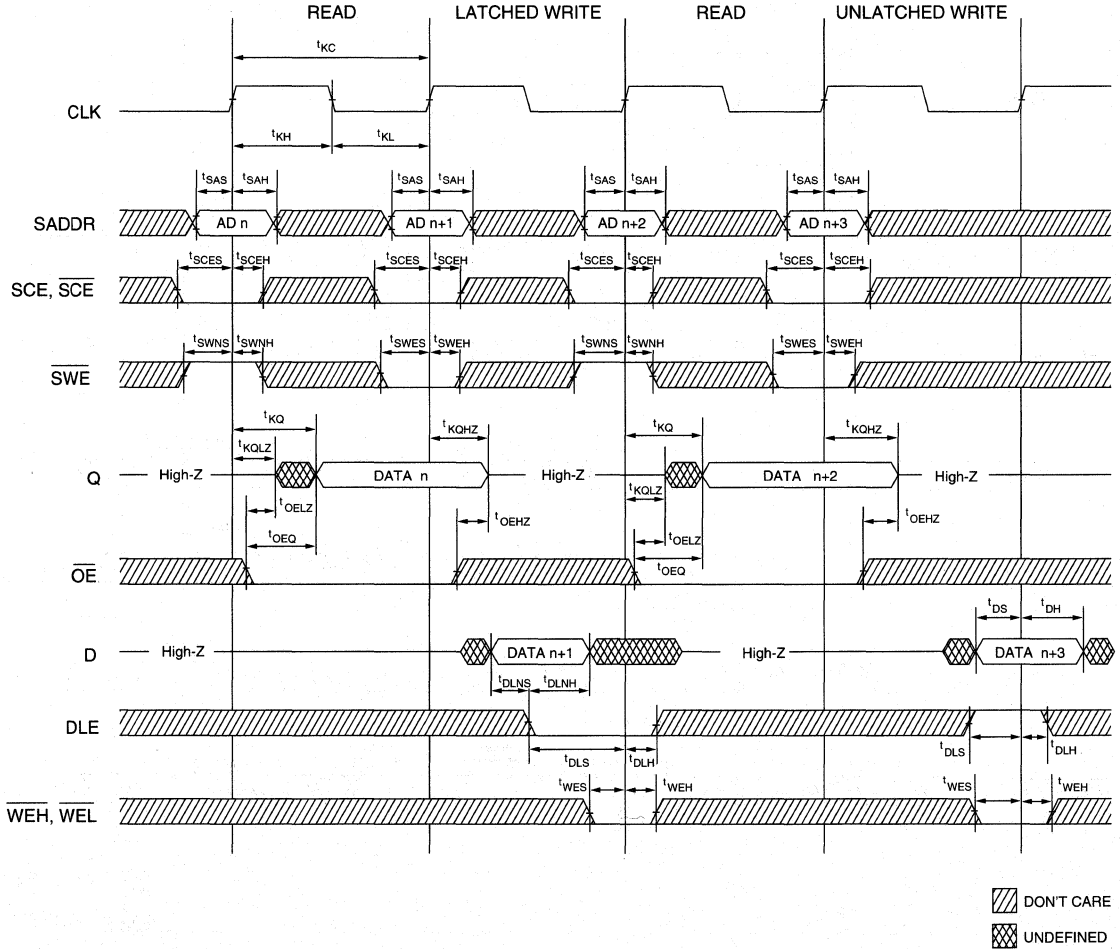 READ LATCHED WRITE READ UNLATCHED WRITE
tKC
CLK
tKH tKL
tSAS tSAH tSAS tSAH tSAS tSAH tSAS tSAH
SADDR AD n AD n+1 AD n+2 AD n+3
tSCES tSCEH tSCES tSCEH tSCES tSCEH tSCES tSCEH
SCE, SCE
tSWNS tSWNH tSWES tSWEH tSWNS tSWNH tSWES tSWEH
SWE
tKQ tKQHZ tKQ tKQHZ
tKQLZ
Q High-Z DATA n High-Z DATA n+2 High-Z
tKQLZ
tOELZ tOEHZ tOELZ tOEHZ
tOEQ tOEQ
OE
tDS tDH
D High-Z DATA n+1 High-Z DATA n+3
tDLNS tDLNH
DLE
tDLS tDLH tDLS tDLH
tWES tWEH tWES tWEH
WEH, WEL
DON'T CARE
UNDEFINED